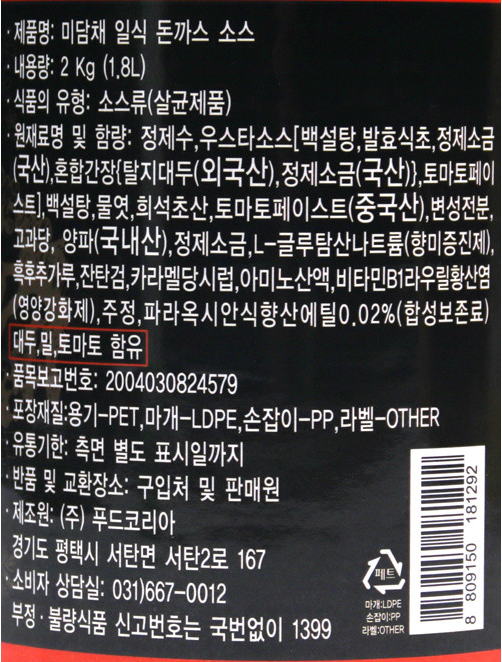 · 제품명: 미담채 일식 돈까스 소스
· 내용량: 2 Kg (1.8L)
· 식품의 유형: 소스류(살균제품)
· 원재료명 및 함량: 정제수,우스타소스[백설탕,발효식초,정제소금
(국산),혼합간장{탈지대두(외국산),정제소금(국산)},토마토페이
스트],백설탕,물엿,희석초산,토마토페이스트(중국산),변성전분,
고과당, 양파(국내산),정제소금,L-글루탐산나트륨(향미증진제),
흑후추가루,잔탄검,카라멜당시럽,아미노산액,비타민B1라우릴황산염
(영양강화제),주정,파라옥시안식향산에틸0.02%(합성보존료)
대두,밀,토마토 함유
· 품목보고번호: 2004030824579
· 포장재질:용기-PET,마개-LDPE,손잡이-PP,라벨-OTHER
· 유통기한: 측면 별도 표시일까지
· 반품 및 교환장소: 구입처 및 판매원
· 제조원: (주) 푸드코리아
경기도 평택시 서탄면 서탄2로 167
· 소비자 상담실: 031)667-0012
부정·불량식품 신고번호는 국번없이 1399
페트
마개:LDPE
손잡이:PP
라벨:OTHER
8 809150 181292